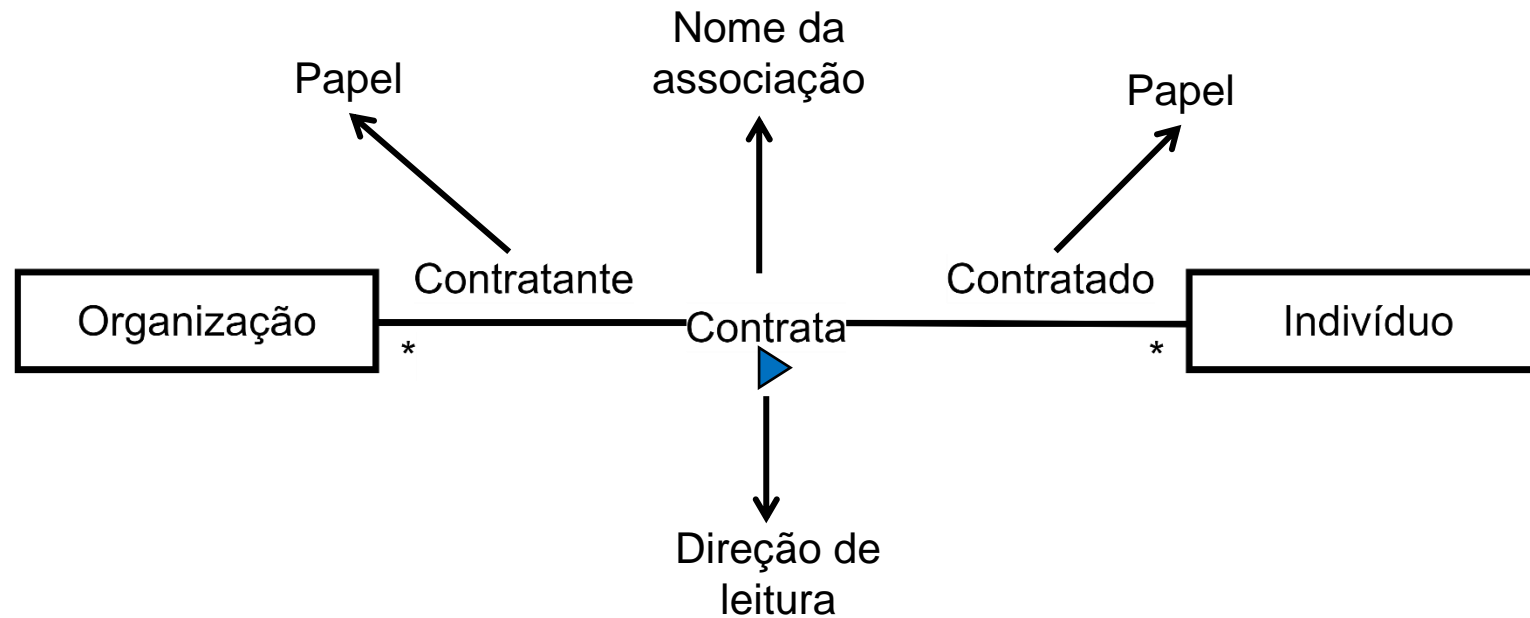 Nome da
associação
Papel
Papel
Contratante
Contratado
Organização
Contrata
Indivíduo
*
*
Direção de
leitura